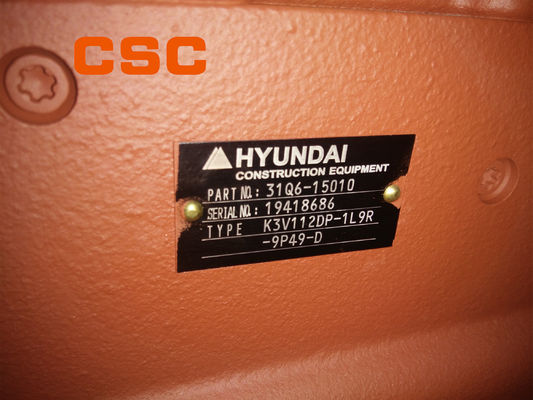 CSC
HYUNDAI
CONSTRUCTION EQUIPMENT
PART NO.: 31Q6-15010
SERIAL NO.: 19418686
TYPE K3V112DP-1L9R
-9P49-D